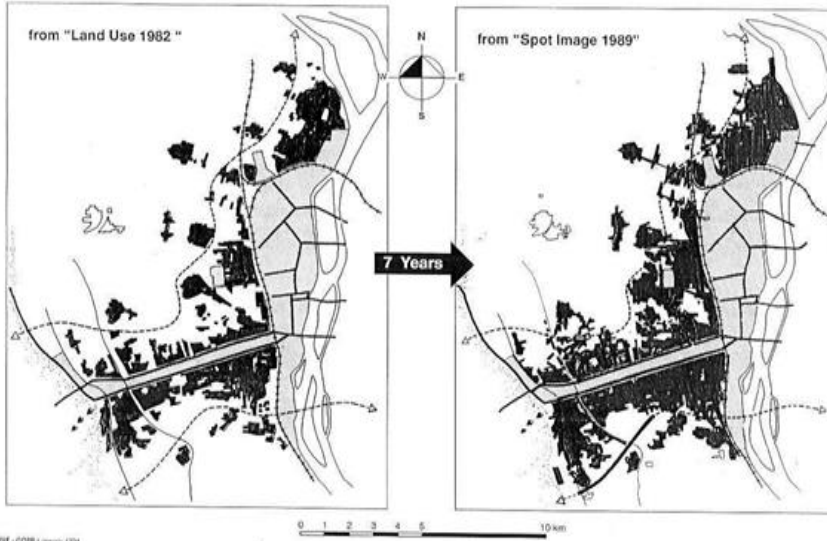 from "Land Use 1982 "
N
W
E
S
from "Spot Image 1989"
7 Years
0 1 2 3 4 5 10 km